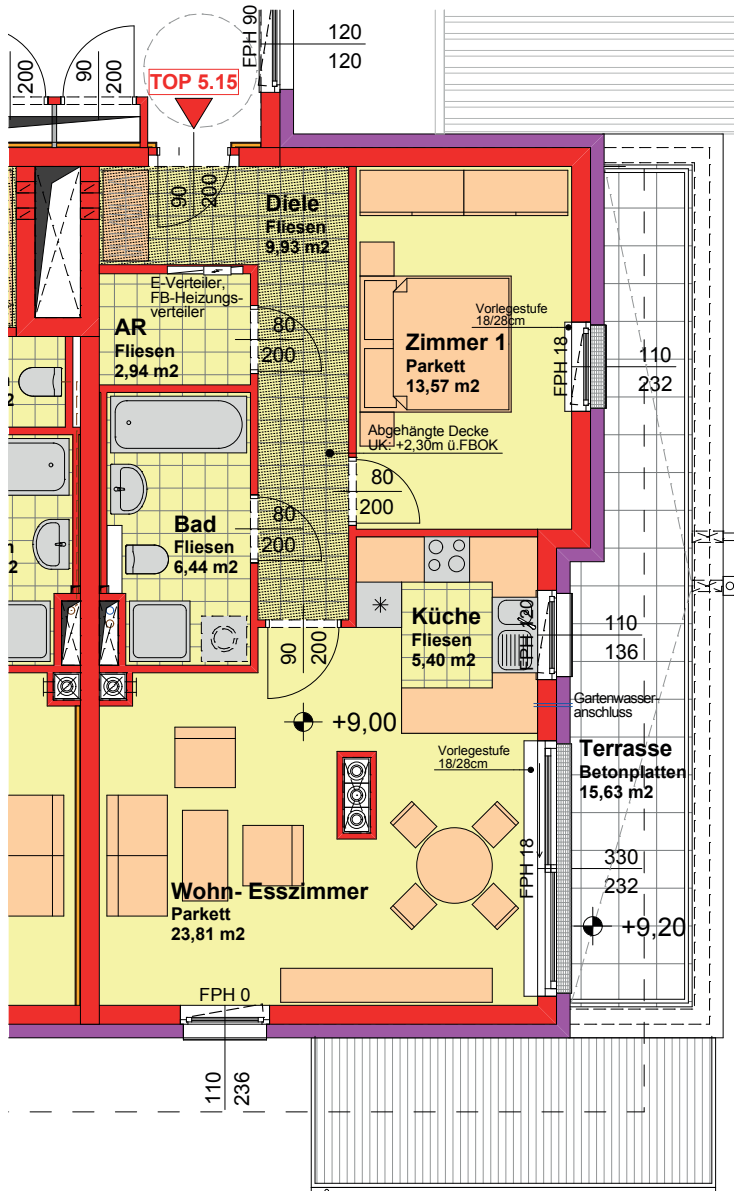 FPH 90
120
120
90
200
200
TOP 5.15
90
200
Diele
Fliesen
9,93 m2
E-Verteiler,
FB-Heizungs-
verteiler
AR
Fliesen
2,94 m2
80
200
Vorlegestufe
18/28cm
Zimmer 1
Parkett
13,57 m2
FPH 18
110
232
Abgehängte Decke
UK: +2,30m ü.FBOK
80
200
Bad
Fliesen
6,44 m2
80
200
Küche
Fliesen
5,40 m2
FPH 120
110
136
90
200
Gartenwasser-
anschluss
+9,00
Vorlegestufe
18/28cm
Terrasse
Betonplatten
15,63 m2
FPH 18
330
232
Wohn- Esszimmer
Parkett
23,81 m2
+9,20
FPH 0
110
236